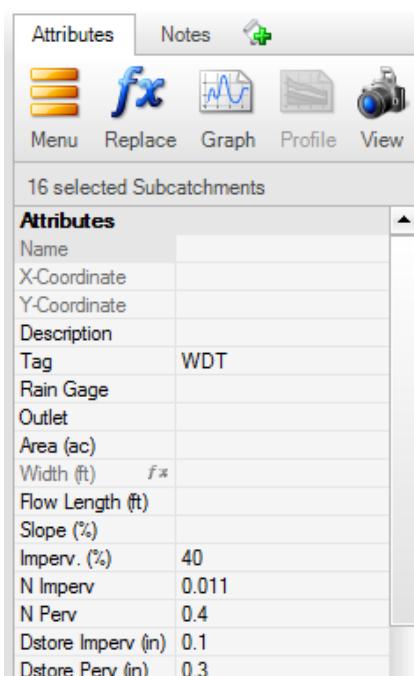 Attributes Notes
fx
Menu Replace Graph Profile View
16 selected Subcatchments
Attributes
Name
X-Coordinate
Y-Coordinate
Description
Tag WDT
Rain Gage
Outlet
Area (ac)
Width (ft) fx
Flow Length (ft)
Slope (%)
Imperv. (%) 40
N Imperv 0.011
N Perv 0.4
Dstore Imperv (in) 0.1
Dstore Perv (in) 0.3